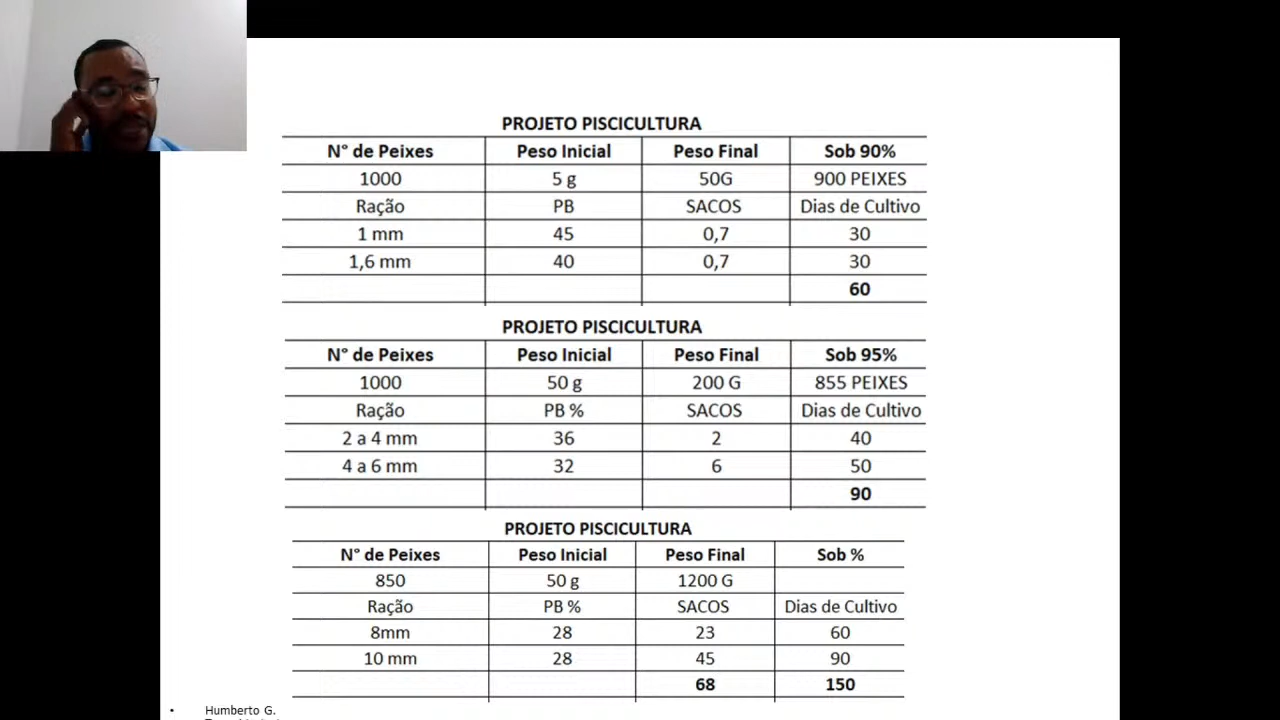 PROJETO PISCICULTURA
N° de Peixes Peso Inicial Peso Final Sob 90%
1000 5 g 50G 900 PEIXES
Ração PB SACOS Dias de Cultivo
1 mm 45 0,7 30
1,6 mm 40 0,7 30
60
PROJETO PISCICULTURA
N° de Peixes Peso Inicial Peso Final Sob 95%
1000 50 g 200 G 855 PEIXES
Ração PB % SACOS Dias de Cultivo
2 a 4 mm 36 2 40
4 a 6 mm 32 6 50
90
PROJETO PISCICULTURA
N° de Peixes Peso Inicial Peso Final Sob %
850 50 g 1200 G
Ração PB % SACOS Dias de Cultivo
8mm 28 23 60
10 mm 28 45 90
68 150
• Humberto G.